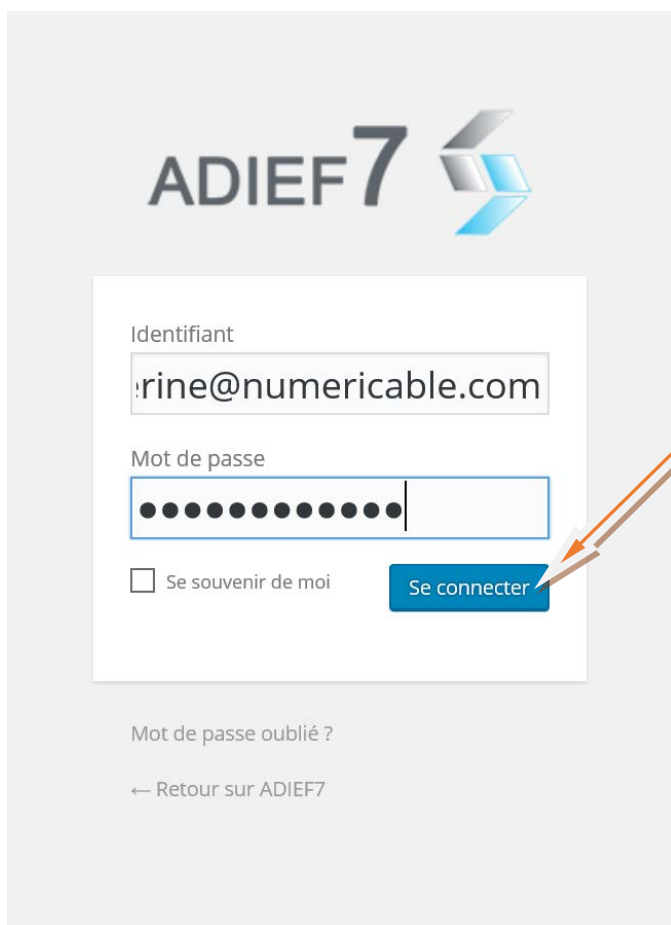 ADIEF7
Identifiant
rine@numericable.com
Mot de passe
●●●●●●●●●●●●
Se souvenir de moi
Se connecter
Mot de passe oublié ?
← Retour sur ADIEF7